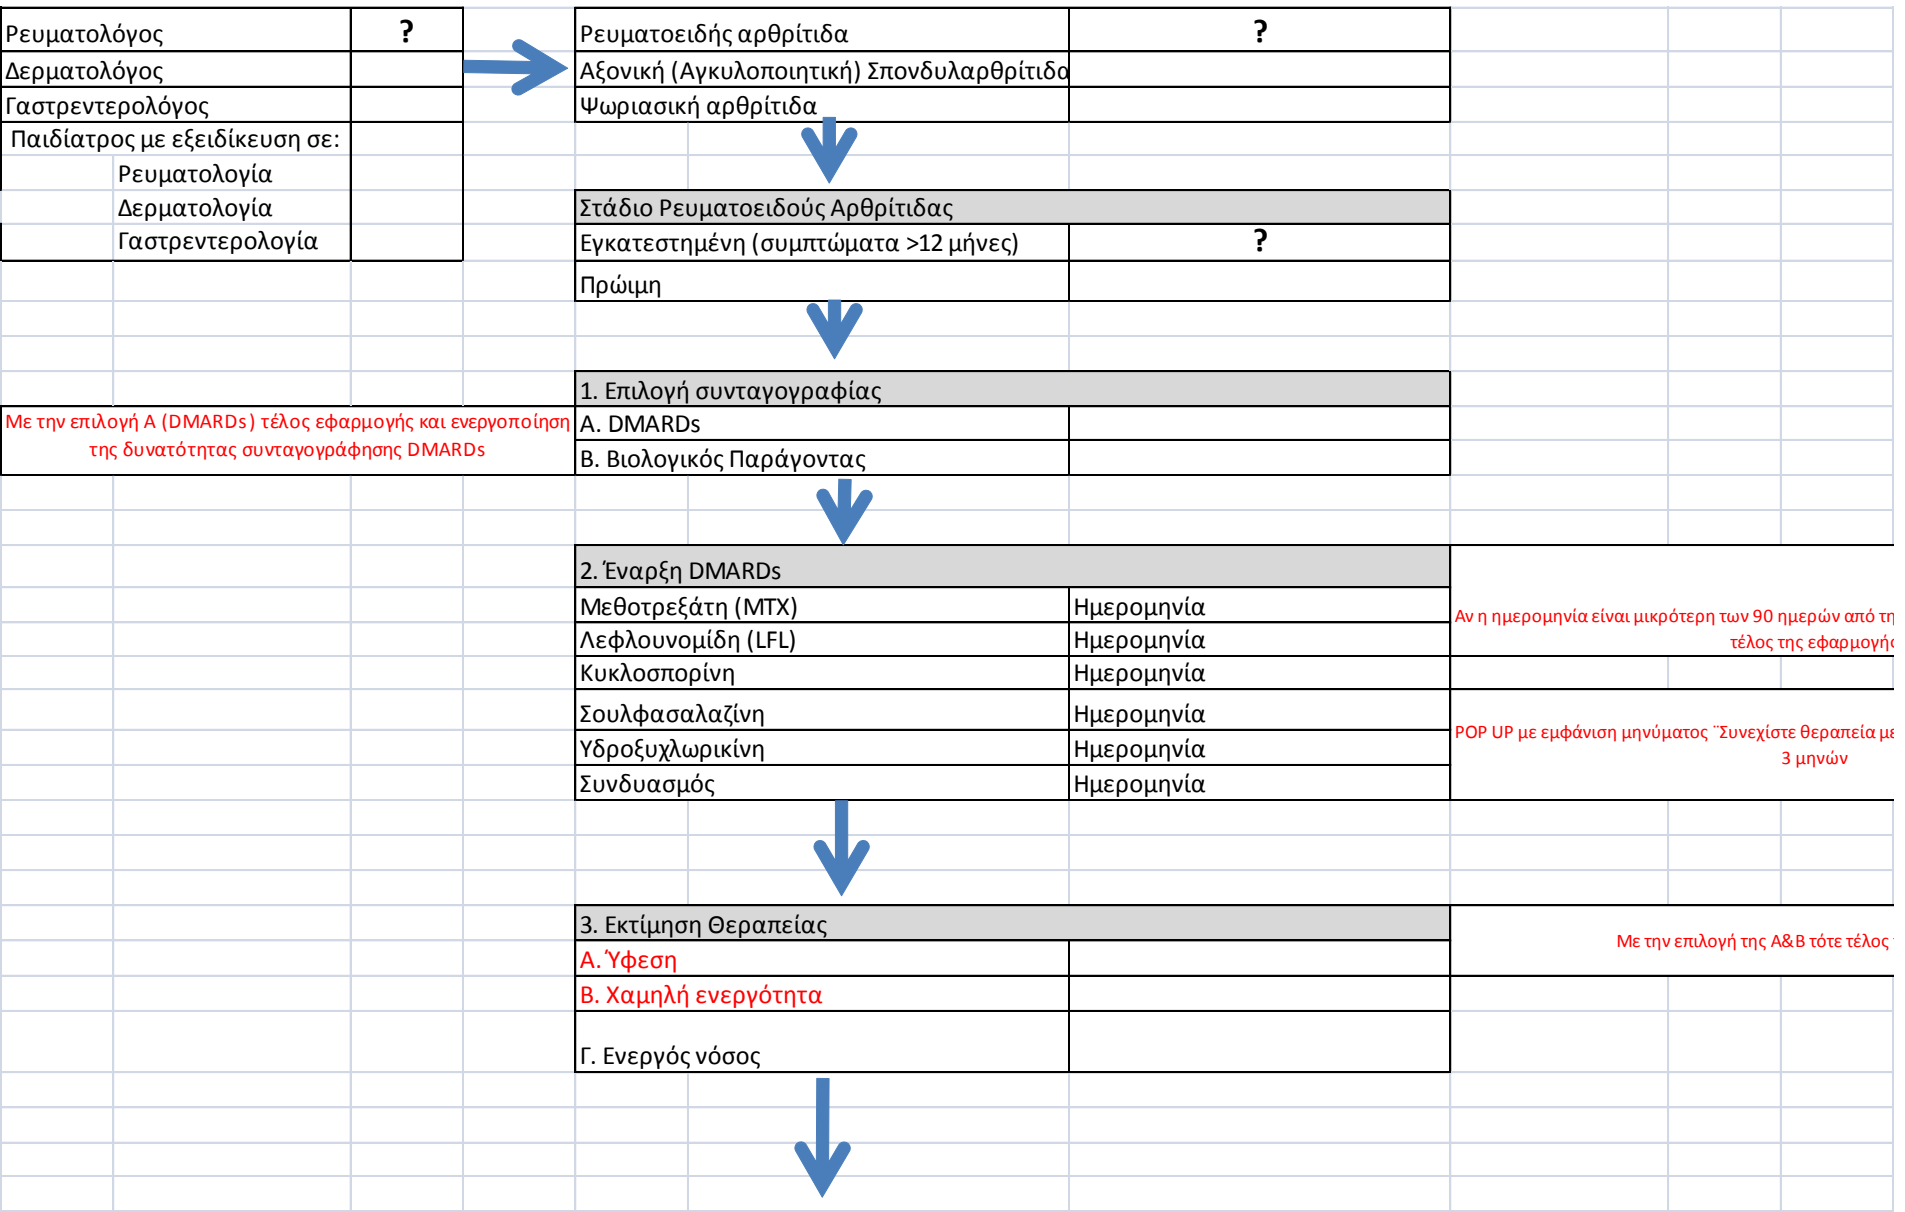 Ρευματολόγος ?
Δερματολόγος
Γαστρεντερολόγος
Παιδίατρος με εξειδίκευση σε:
Ρευματολογία
Δερματολογία
Γαστρεντερολογία
Ρευματοειδής αρθρίτιδα ?
Αξονική (Αγκυλοποιητική) Σπονδυλαρθρίτιδα
Ψωριασική αρθρίτιδα
Στάδιο Ρευματοειδούς Αρθρίτιδας
Εγκατεστημένη (συμπτώματα >12 μήνες) ?
Πρώιμη
1. Επιλογή συνταγογραφίας
Με την επιλογή Α (DMARDs) τέλος εφαρμογής και ενεργοποίηση
της δυνατότητας συνταγογράφησης DMARDs
Α. DMARDs
Β. Βιολογικός Παράγοντας
2. Έναρξη DMARDs
Μεθοτρεξάτη (MTX) Ημερομηνία
Λεφλουνομίδη (LFL) Ημερομηνία
Κυκλοσπορίνη Ημερομηνία
Σουλφασαλαζίνη Ημερομηνία
Υδροξυχλωρικίνη Ημερομηνία
Συνδυασμός Ημερομηνία
Αν η ημερομηνία είναι μικρότερη των 90 ημερών από τη
τέλος της εφαρμογής
POP UP με εμφάνιση μηνύματος ¨Συνεχίστε θεραπεία με
3 μηνών
3. Εκτίμηση Θεραπείας
Α. Ύφεση
Β. Χαμηλή ενεργότητα
Γ. Ενεργός νόσος
Με την επιλογή της Α&Β τότε τέλος